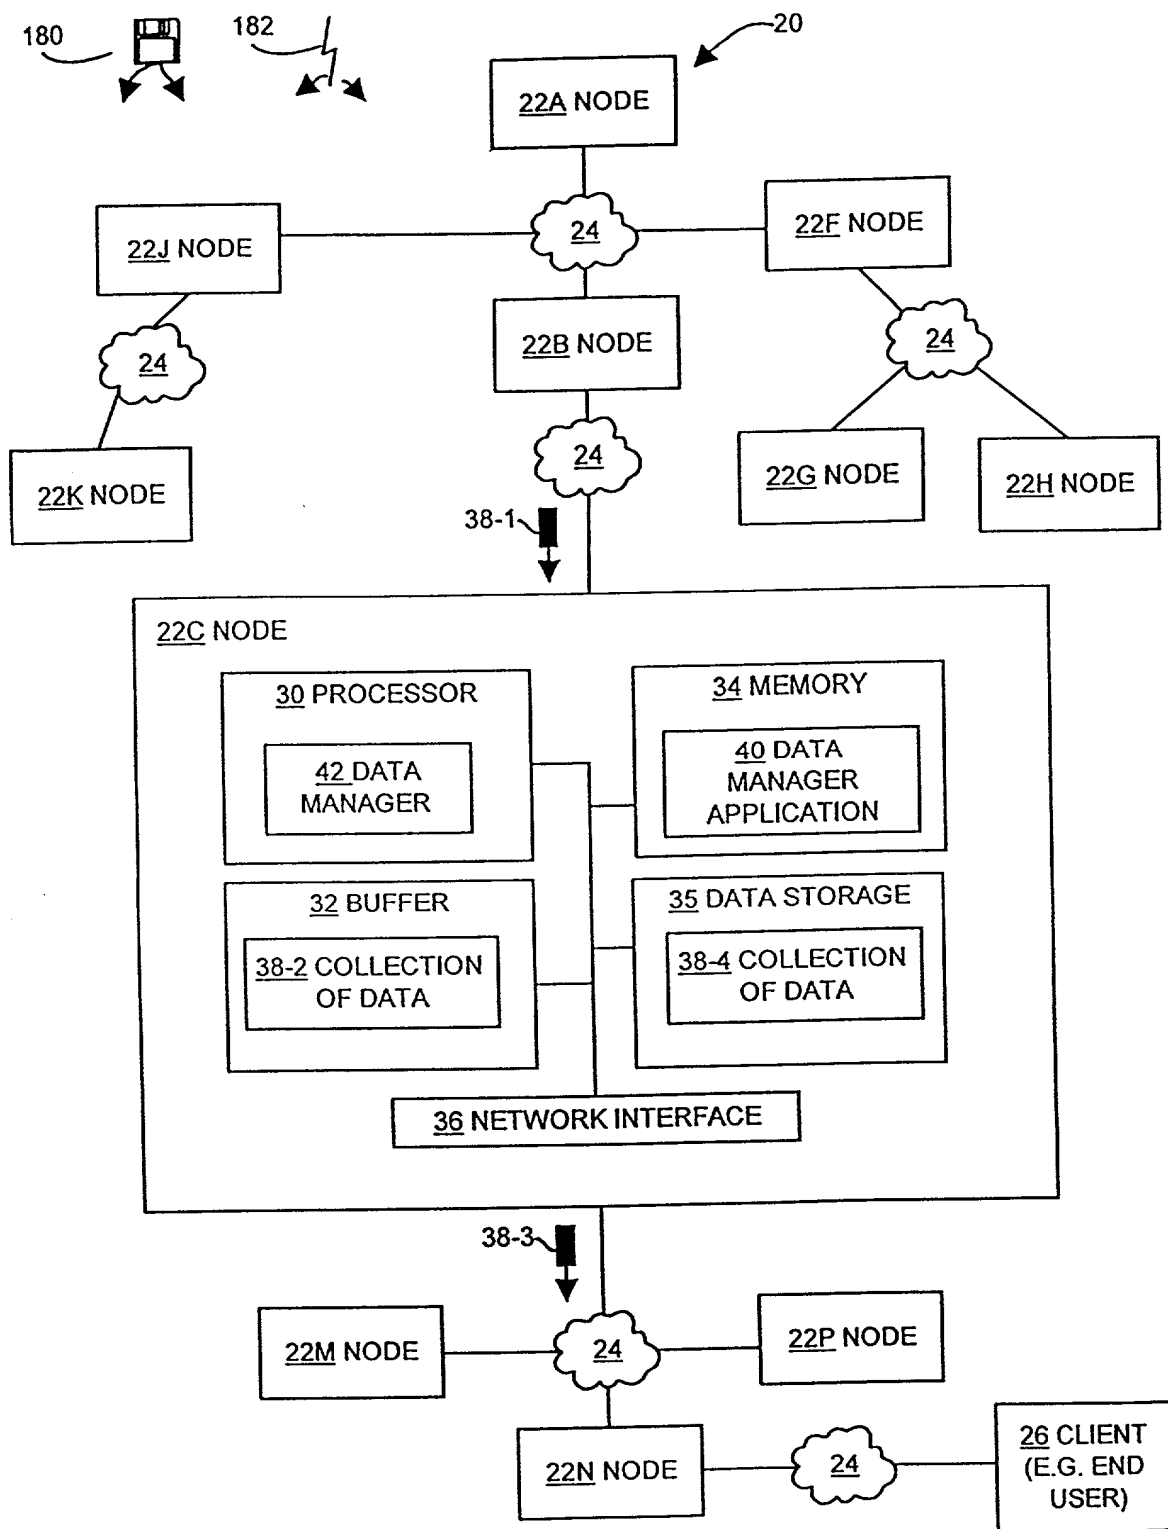 180
182
20
22A NODE
22J NODE
24
22F NODE
24
22B NODE
24
22K NODE
24
22G NODE
22H NODE
38-1
22C NODE
30 PROCESSOR
42 DATA
MANAGER
34 MEMORY
40 DATA
MANAGER
APPLICATION
32 BUFFER
38-2 COLLECTION
OF DATA
35 DATA STORAGE
38-4 COLLECTION
OF DATA
36 NETWORK INTERFACE
38-3
22M NODE
24
22P NODE
22N NODE
24
26 CLIENT
(E.G. END
USER)